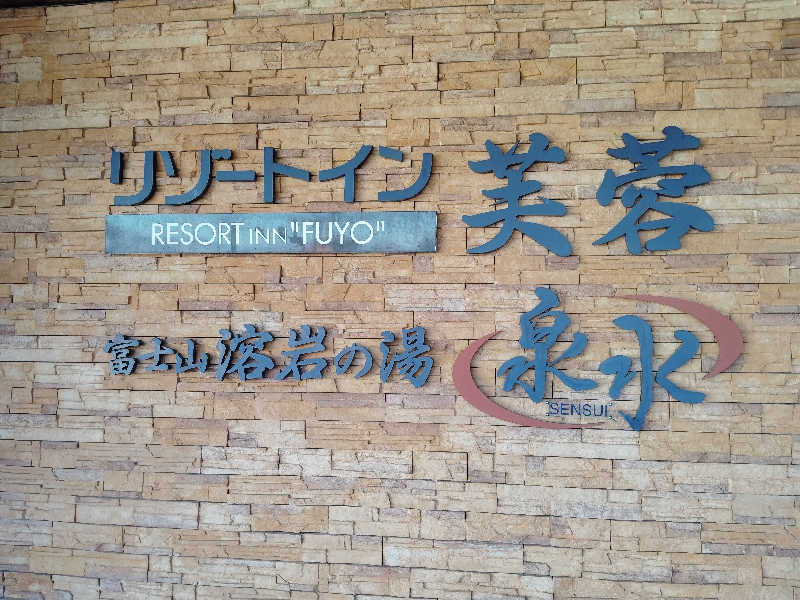 リゾートイン 芙蓉
RESORT INN "FUYO"
富士山溶岩の湯 泉水
SENSUI